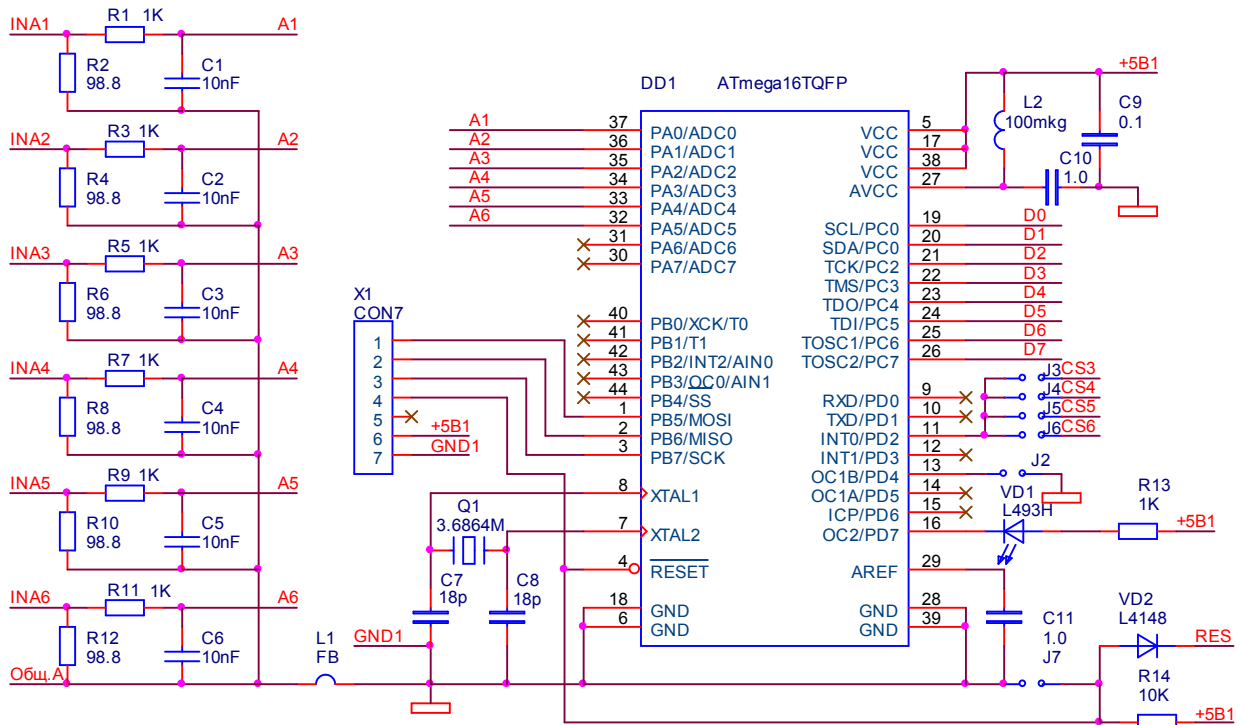 INA1
R1 1K
A1
R2
98.8
C1
10nF
INA2
R3 1K
A2
R4
98.8
C2
10nF
INA3
R5 1K
A3
R6
98.8
C3
10nF
INA4
R7 1K
A4
R8
98.8
C4
10nF
INA5
R9 1K
A5
R10
98.8
C5
10nF
INA6
R11 1K
A6
R12
98.8
C6
10nF
Общ.А
L1
FB
X1
CON7
1
2
3
4
5
6
7
+5B1
GND1
Q1
3.6864M
C7
18p
C8
18p
GND1
DD1 ATmega16TQFP
A1 37 PA0/ADC0
A2 36 PA1/ADC1
A3 35 PA2/ADC2
A4 34 PA3/ADC3
A5 33 PA4/ADC4
A6 32 PA5/ADC5
31 PA6/ADC6
30 PA7/ADC7
40 PB0/XCK/T0
41 PB1/T1
42 PB2/INT2/AIN0
43 PB3/OC0/AIN1
44 PB4/SS
1 PB5/MOSI
2 PB6/MISO
3 PB7/SCK
8 XTAL1
7 XTAL2
4 RESET
18 GND
6 GND
VCC 5
VCC 17
VCC 38
AVCC 27
SCL/PC0 19 D0
SDA/PC0 20 D1
TCK/PC2 21 D2
TMS/PC3 22 D3
TDO/PC4 23 D4
TDI/PC5 24 D5
TOSC1/PC6 25 D6
TOSC2/PC7 26 D7
RXD/PD0 9
TXD/PD1 10
INT0/PD2 11
INT1/PD3 12
OC1B/PD4 13
OC1A/PD5 14
ICP/PD6 15
OC2/PD7 16
AREF 29
GND 28
GND 39
+5B1
L2
100mkg
C9
0.1
C10
1.0
J3 CS3
J4 CS4
J5 CS5
J6 CS6
J2
VD1
L493H
R13
1K
+5B1
C11
1.0
J7
VD2
L4148
RES
R14
10K
+5B1